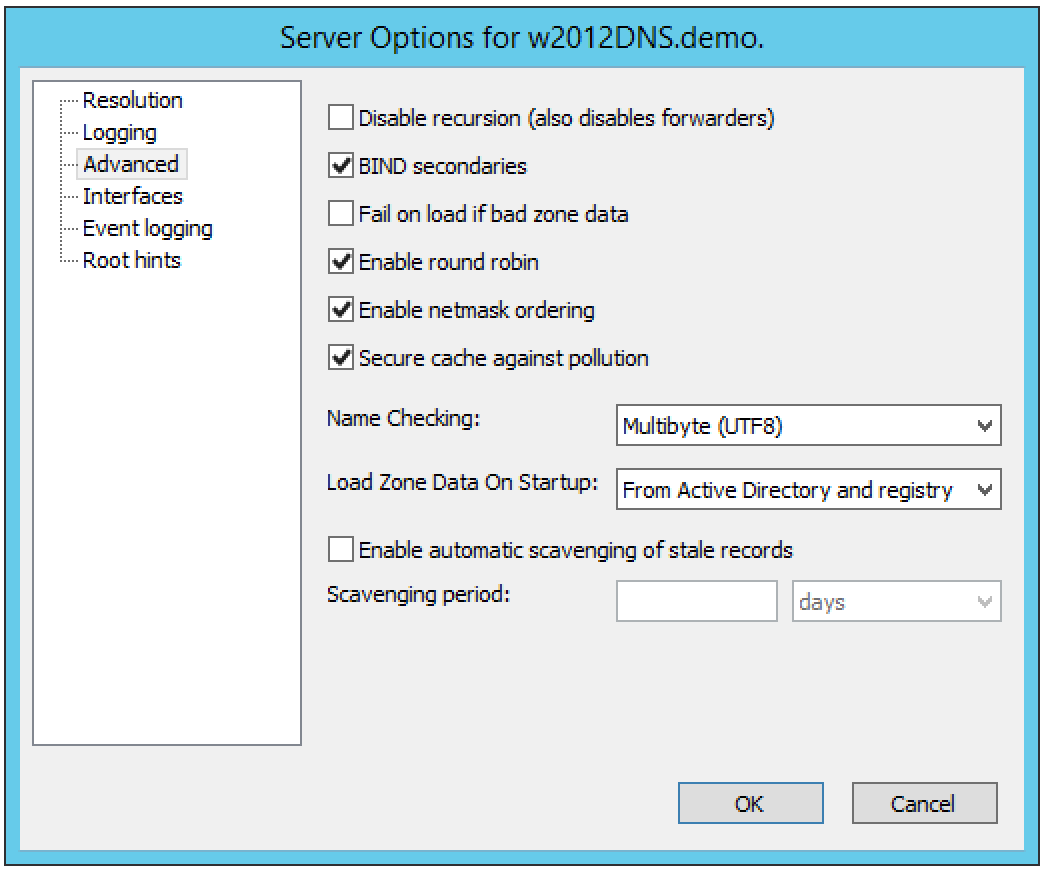 Server Options for w2012DNS.demo.
Resolution
Logging
Advanced
Interfaces
Event logging
Root hints
Disable recursion (also disables forwarders)
BIND secondaries
Fail on load if bad zone data
Enable round robin
Enable netmask ordering
Secure cache against pollution
Name Checking: Multibyte (UTF8)
Load Zone Data On Startup: From Active Directory and registry
Enable automatic scavenging of stale records
Scavenging period: days
OK Cancel